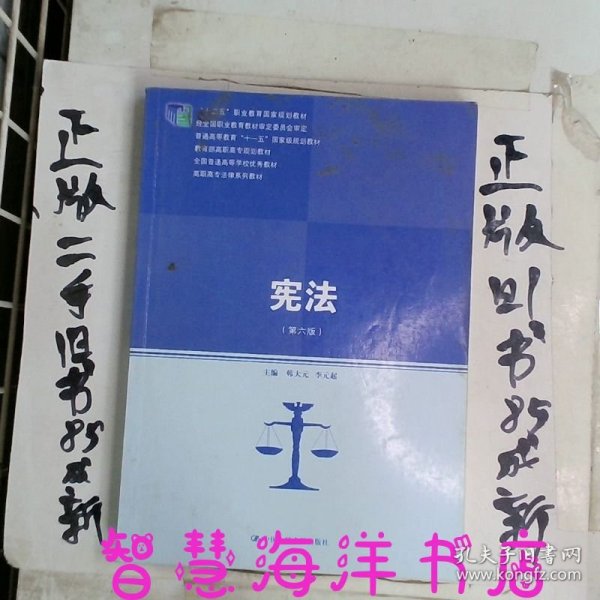 "十二五"职业教育国家规划教材
经全国职业教育教材审定委员会审定
普通高等教育"十一五"国家级规划教材
教育部高职高专规划教材
全国普通高等学校优秀教材
高职高专法律系列教材
宪法
(第六版)
主编 韩大元 李元起
出版社
正版二手旧书85成新
正版旧书85成新
智慧海洋书店
孔夫子旧书网
www.kongfz.com